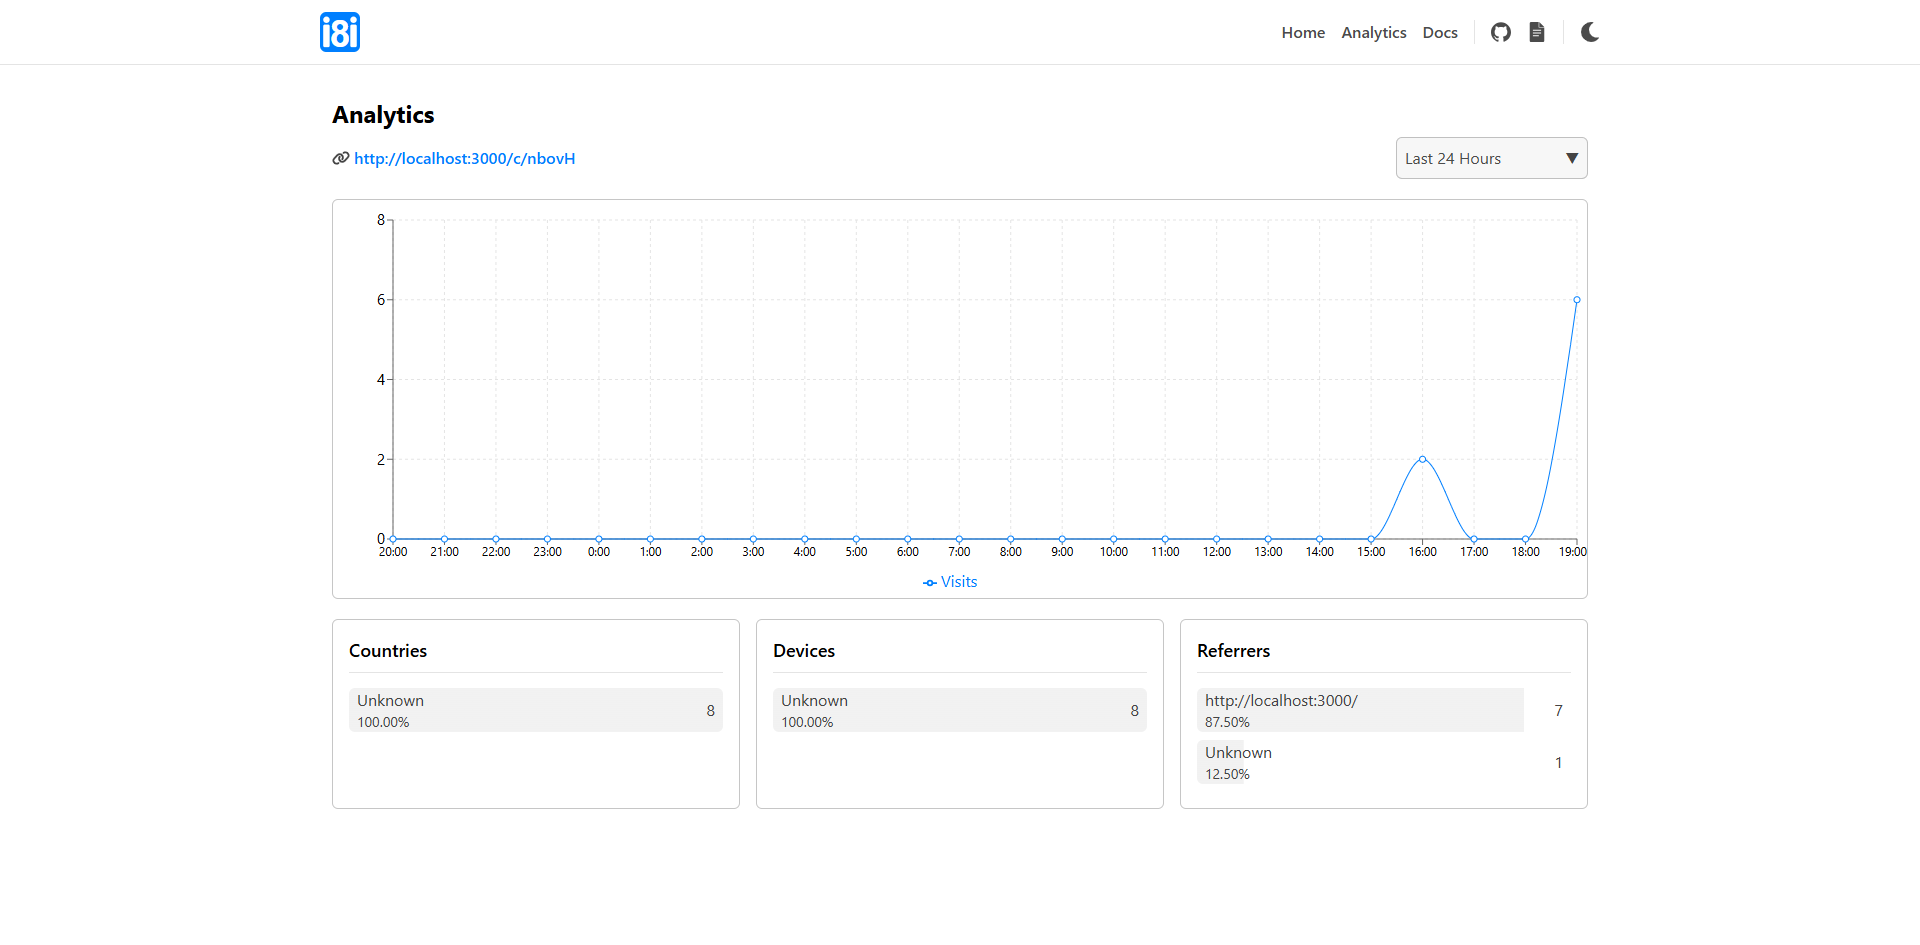 i8i
Home Analytics Docs
Analytics
http://localhost:3000/c/nbovH
Last 24 Hours ▼
8
6
4
2
0
20:00 21:00 22:00 23:00 0:00 1:00 2:00 3:00 4:00 5:00 6:00 7:00 8:00 9:00 10:00 11:00 12:00 13:00 14:00 15:00 16:00 17:00 18:00 19:00
Visits
Countries
Unknown 8
100.00%
Devices
Unknown 8
100.00%
Referrers
http://localhost:3000/ 7
87.50%
Unknown 1
12.50%